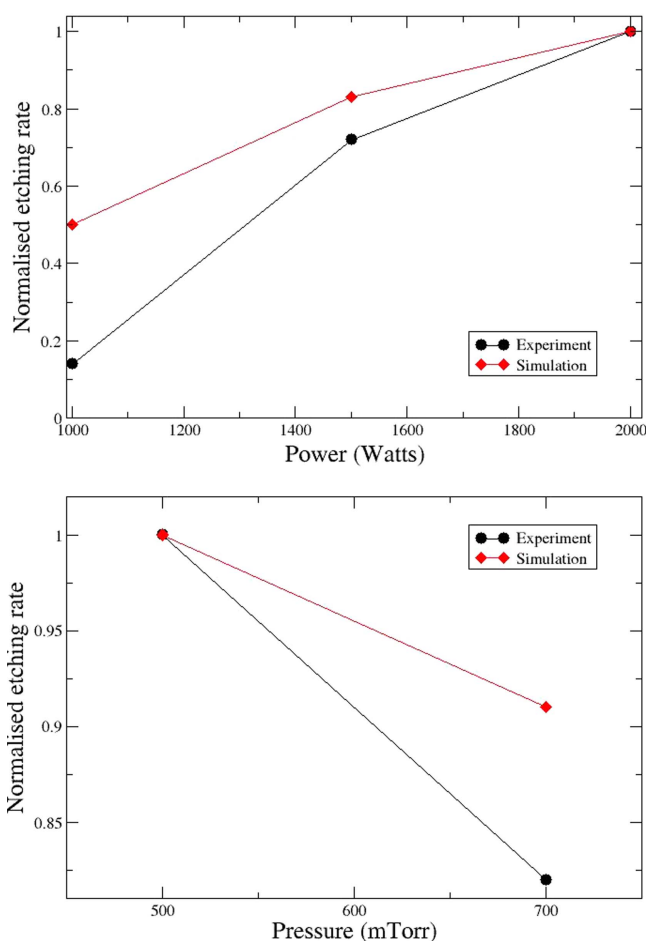 1
0.8
0.6
0.4
0.2
0
Normalised etching rate
Experiment
Simulation
1000 1200 1400 1600 1800 2000
Power (Watts)
1
0.95
0.9
0.85
Normalised etching rate
Experiment
Simulation
500 600 700
Pressure (mTorr)